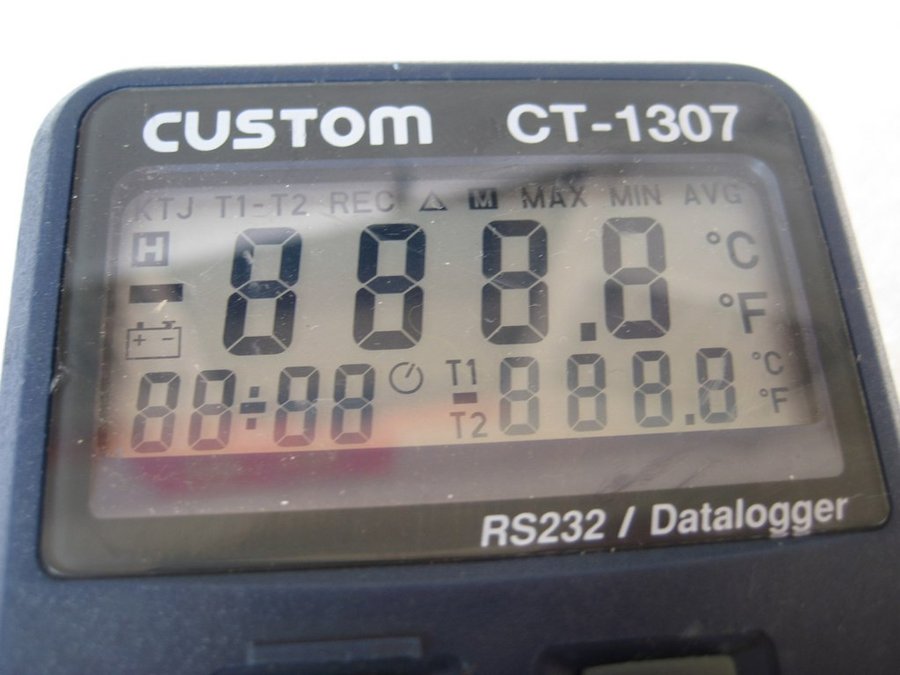 CUSTOM CT-1307
KTJ T1-T2 REC M MAX MIN AVG
H
-888.8 °C
°F
88:88 T1-T2 888.8 °C
°F
RS232 / Datalogger